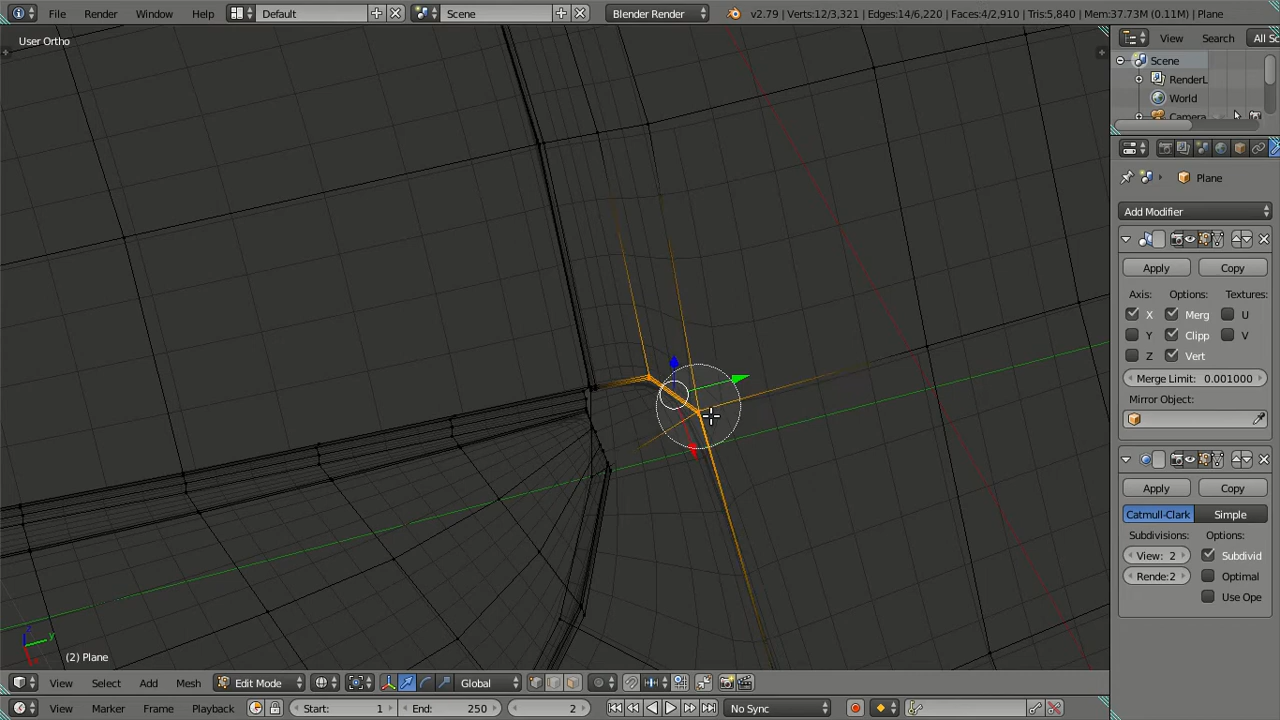 File Render Window Help Default Scene Blender Render v2.79 | Verts:12/3,321 | Edges:14/6,220 | Faces:4/2,910 | Tris:5,840 | Mem:37.73M (0.11M) | Plane
User Ortho
View Search All Sc
Scene
RenderL
World
Camera
Plane
Add Modifier
Apply Copy
Axis: Options: Textures:
X Merg U
Y Clipp V
Z Vert
Merge Limit: 0.001000
Mirror Object:
Apply Copy
Catmull-Clark Simple
Subdivisions: Options:
View: 2 Subdivid
Rende:2 Optimal
Use Ope
z y
(2) Plane
View Select Add Mesh Edit Mode Global
View Marker Frame Playback Start: 1 End: 250 2 No Sync